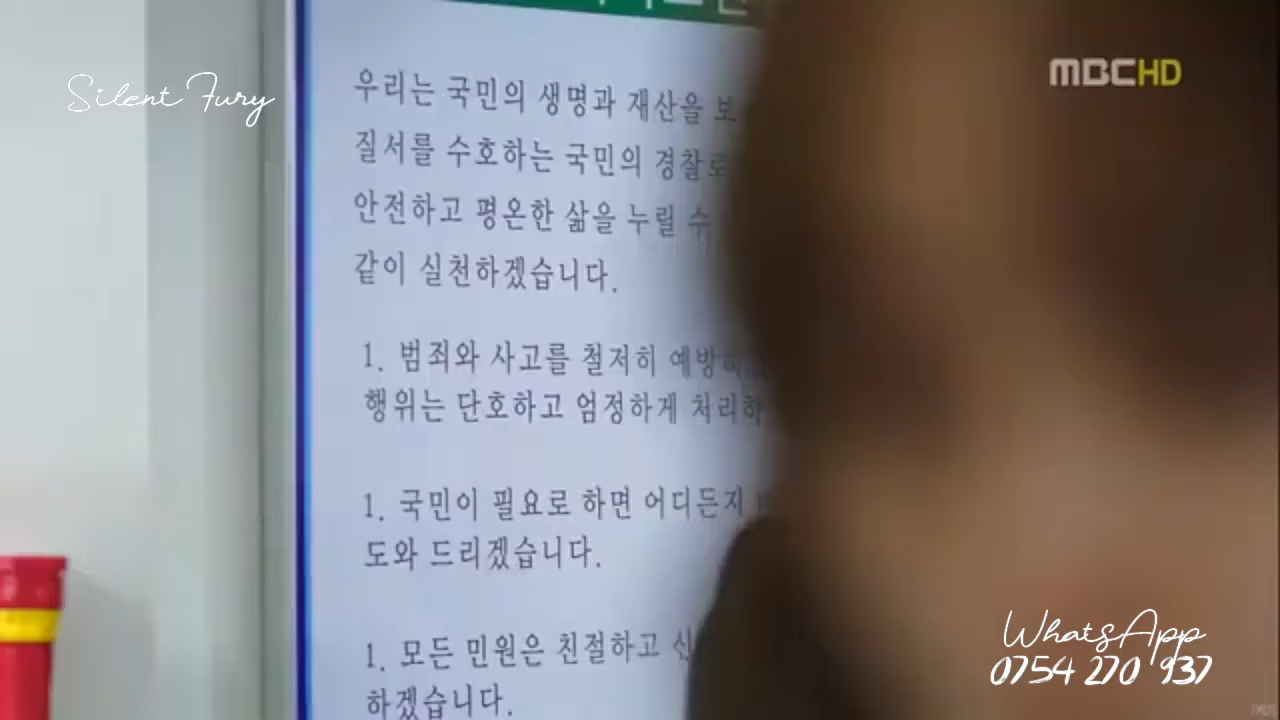 Silent Fury
MBCHD
우리는 국민의 생명과 재산을 보
질서를 수호하는 국민의 경찰로
안전하고 평온한 삶을 누릴 수
같이 실천하겠습니다.
1. 범죄와 사고를 철저히 예방
행위는 단호하고 엄정하게 처리하
1. 국민이 필요로 하면 어디든지
도와 드리겠습니다.
1. 모든 민원은 친절하고 신
하겠습니다.
WhatsApp
0754 270 937